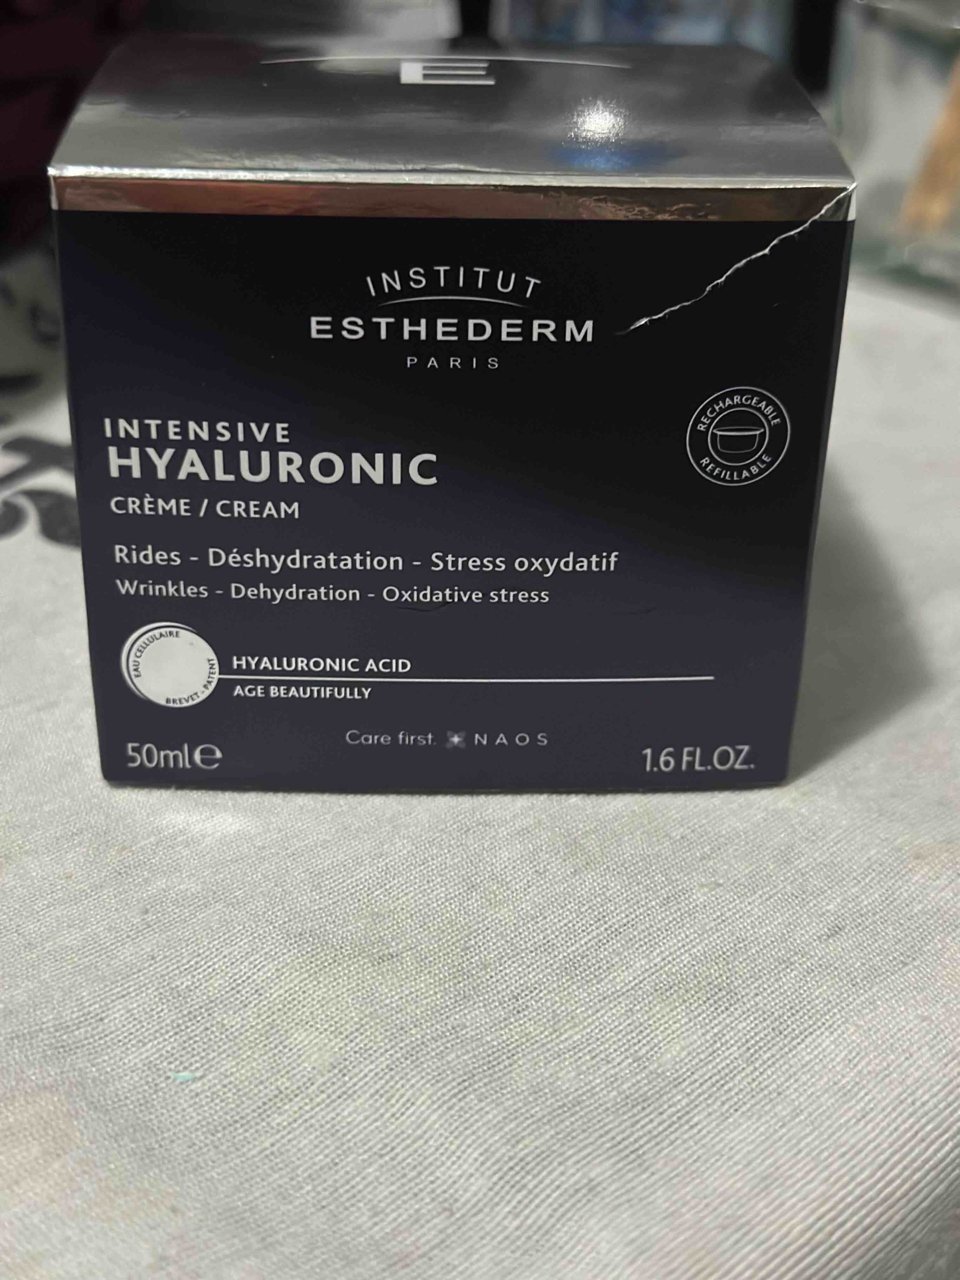 E
INSTITUT
ESTHEDERM
PARIS
RECHARGEABLE
REFILLABLE
INTENSIVE
HYALURONIC
CRÈME / CREAM
Rides - Déshydratation - Stress oxydatif
Wrinkles - Dehydration - Oxidative stress
EAU CELLULAIRE
BREVET - PATENT
HYALURONIC ACID
AGE BEAUTIFULLY
Care first. NAOS
50ml℮
1.6 FL.OZ.